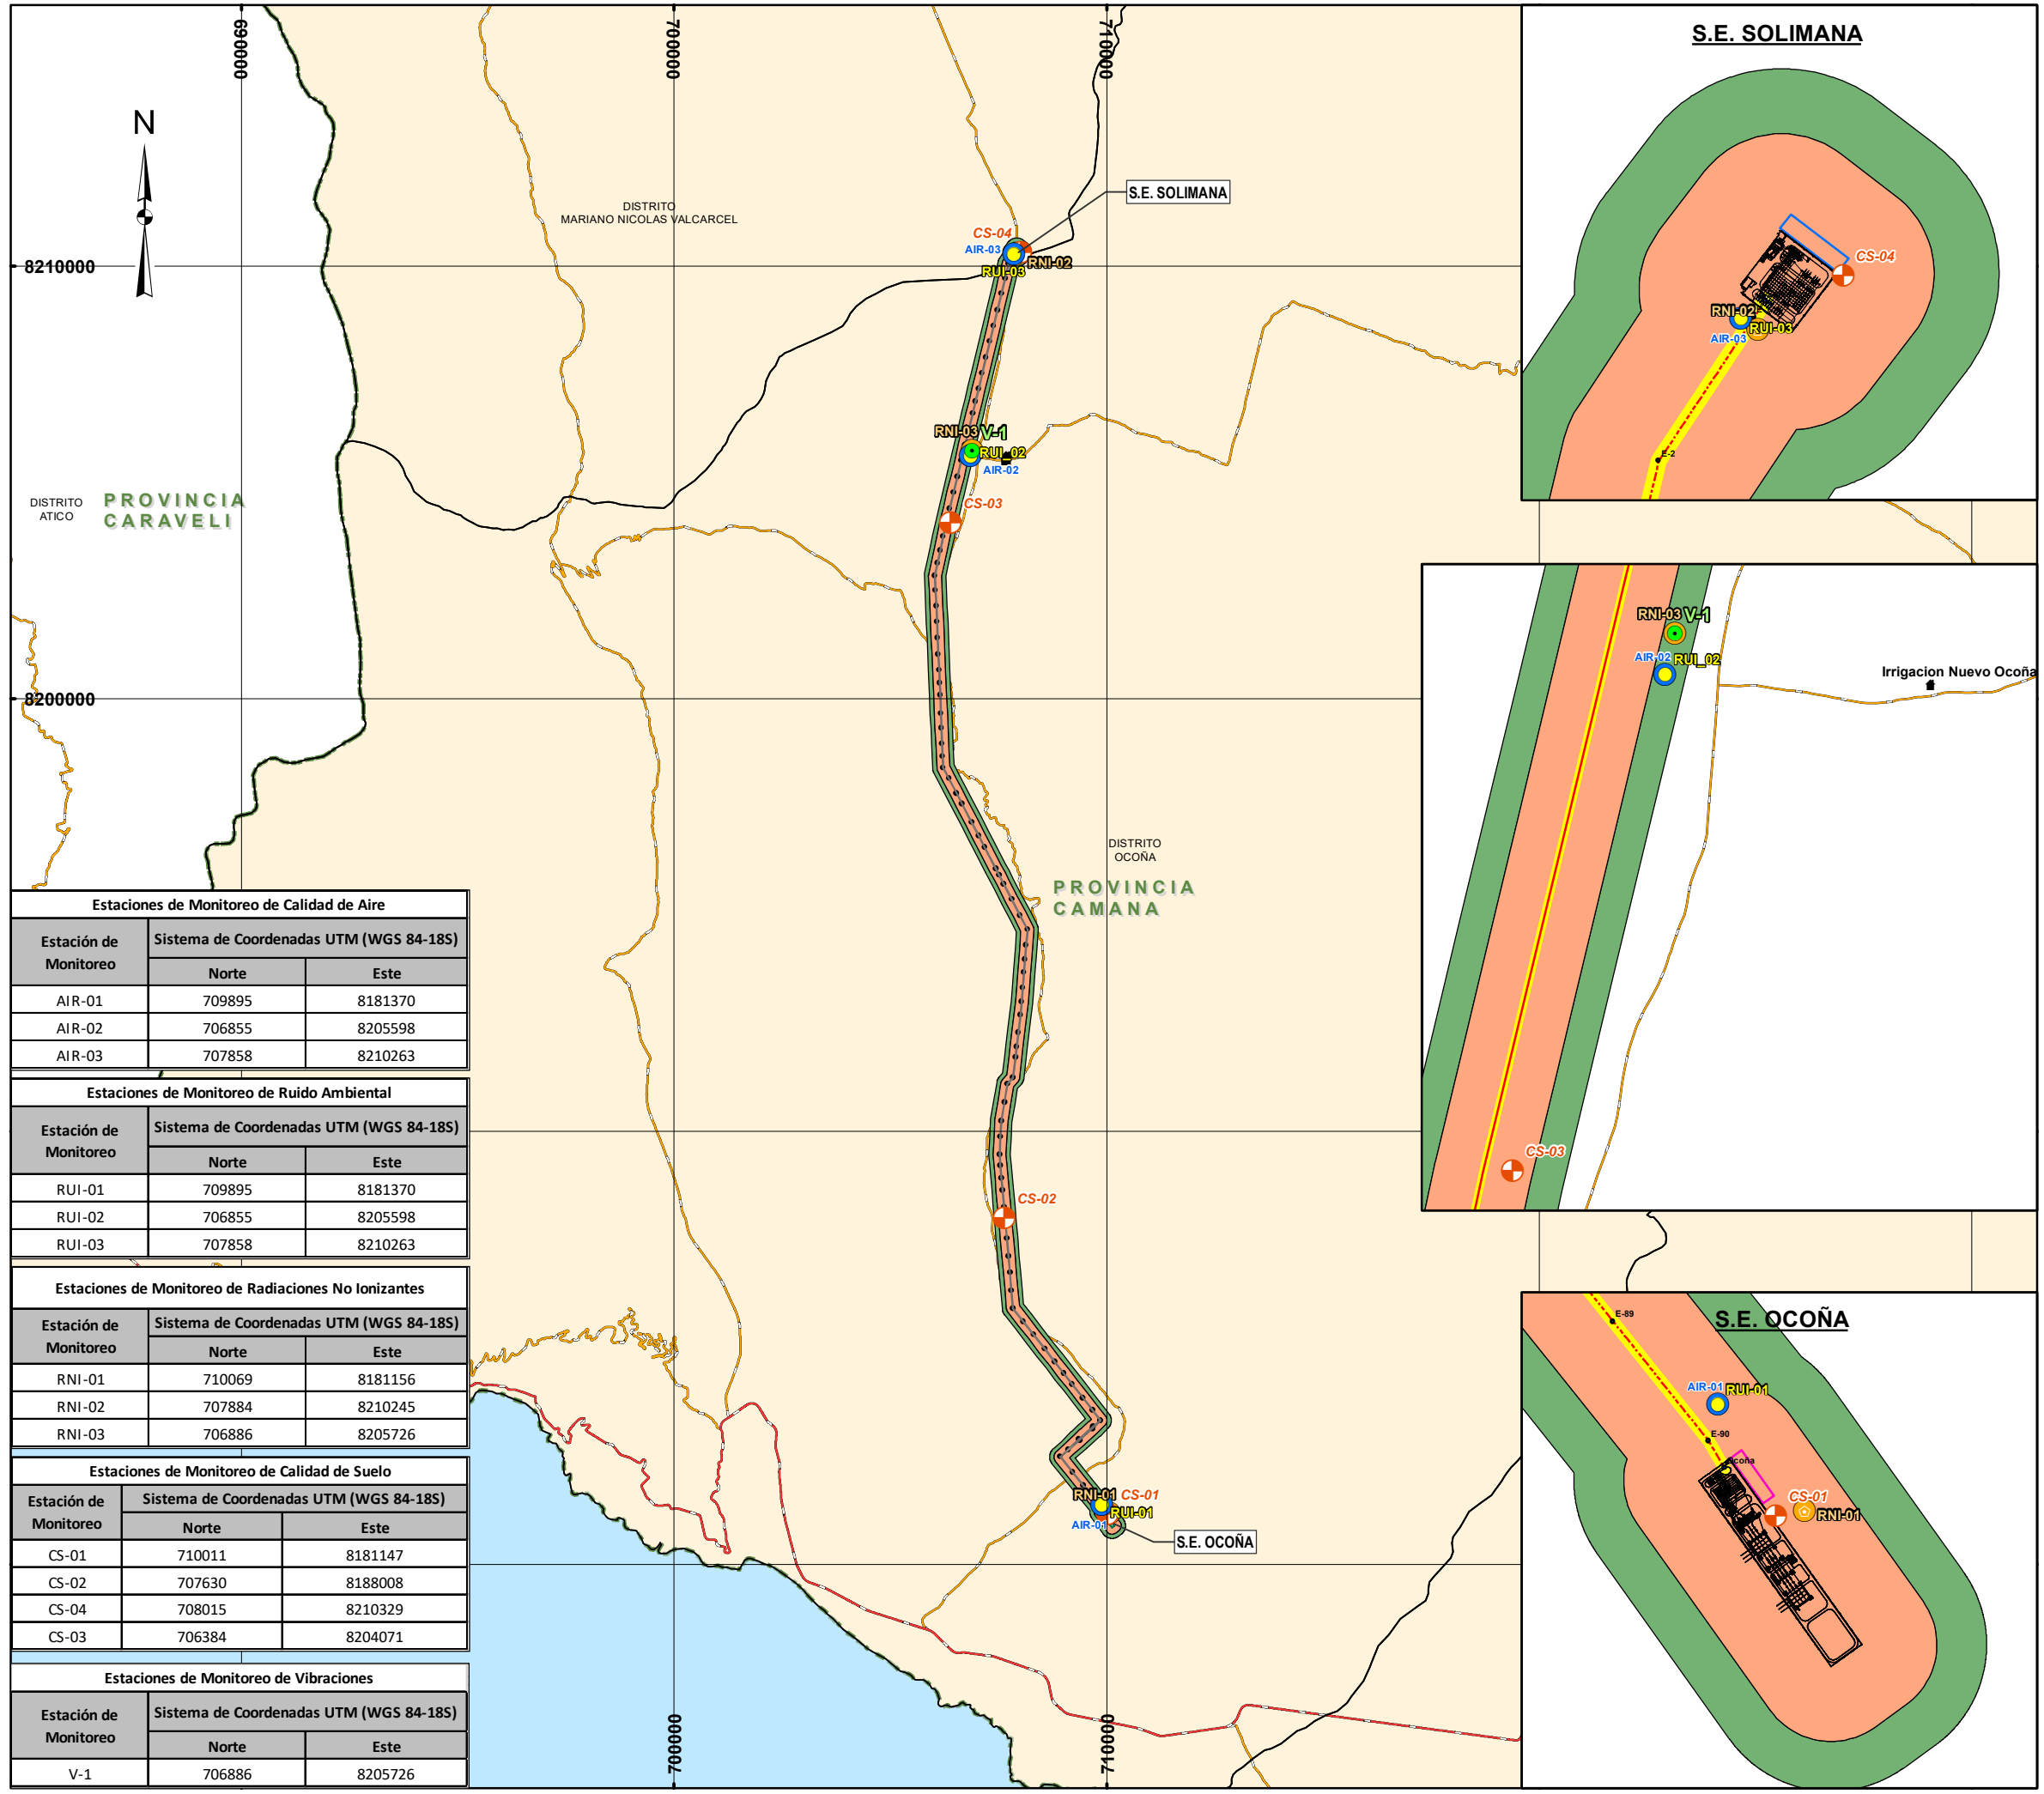 690000
700000
710000
N
DISTRITO
MARIANO NICOLAS VALCARCEL
S.E. SOLIMANA
CS-04
AIR-03
RNI-02
RUI-03
8210000
RNI-03 V-1
RUI_02
AIR-02
CS-03
DISTRITO
ATICO
PROVINCIA
CARAVELI
8200000
DISTRITO
OCOÑA
PROVINCIA
CAMANA
CS-02
RNI-01
CS-01
RUI-01
AIR-01
S.E. OCOÑA
700000
710000
S.E. SOLIMANA
CS-04
RNI-02
RUI-03
AIR-03
E-2
RNI-03 V-1
AIR-02
RUI_02
Irrigacion Nuevo Ocoña
CS-03
S.E. OCOÑA
E-89
AIR-01
RUI-01
E-90
Ocoña
CS-01
RNI-01
Estaciones de Monitoreo de Calidad de Aire
Estación de Monitoreo Sistema de Coordenadas UTM (WGS 84-18S)
Norte Este
AIR-01 709895 8181370
AIR-02 706855 8205598
AIR-03 707858 8210263
Estaciones de Monitoreo de Ruido Ambiental
Estación de Monitoreo Sistema de Coordenadas UTM (WGS 84-18S)
Norte Este
RUI-01 709895 8181370
RUI-02 706855 8205598
RUI-03 707858 8210263
Estaciones de Monitoreo de Radiaciones No Ionizantes
Estación de Monitoreo Sistema de Coordenadas UTM (WGS 84-18S)
Norte Este
RNI-01 710069 8181156
RNI-02 707884 8210245
RNI-03 706886 8205726
Estaciones de Monitoreo de Calidad de Suelo
Estación de Monitoreo Sistema de Coordenadas UTM (WGS 84-18S)
Norte Este
CS-01 710011 8181147
CS-02 707630 8188008
CS-04 708015 8210329
CS-03 706384 8204071
Estaciones de Monitoreo de Vibraciones
Estación de Monitoreo Sistema de Coordenadas UTM (WGS 84-18S)
Norte Este
V-1 706886 8205726